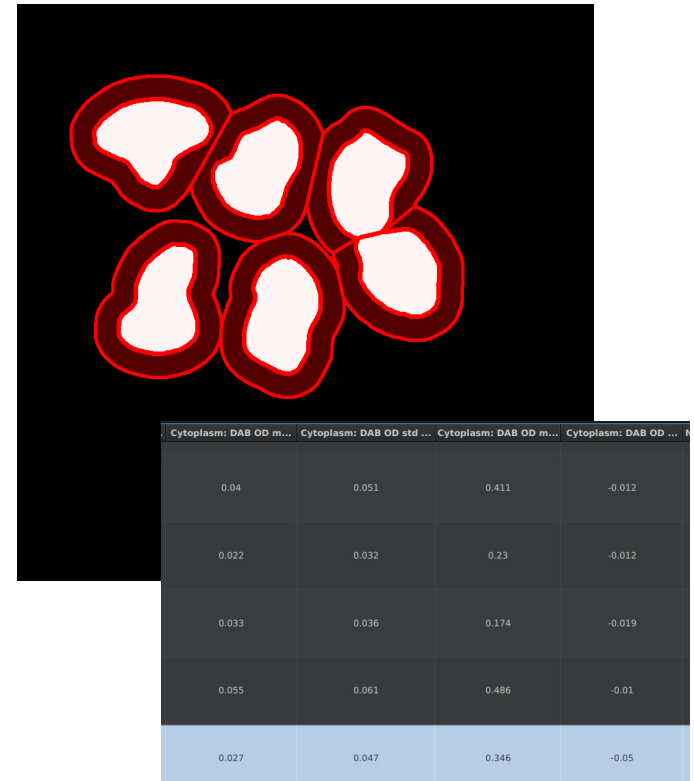 Cytoplasm: DAB OD m... Cytoplasm: DAB OD std ... Cytoplasm: DAB OD m... Cytoplasm: DAB OD ... N
0.04 0.051 0.411 -0.012
0.022 0.032 0.23 -0.012
0.033 0.036 0.174 -0.019
0.055 0.061 0.486 -0.01
0.027 0.047 0.346 -0.05